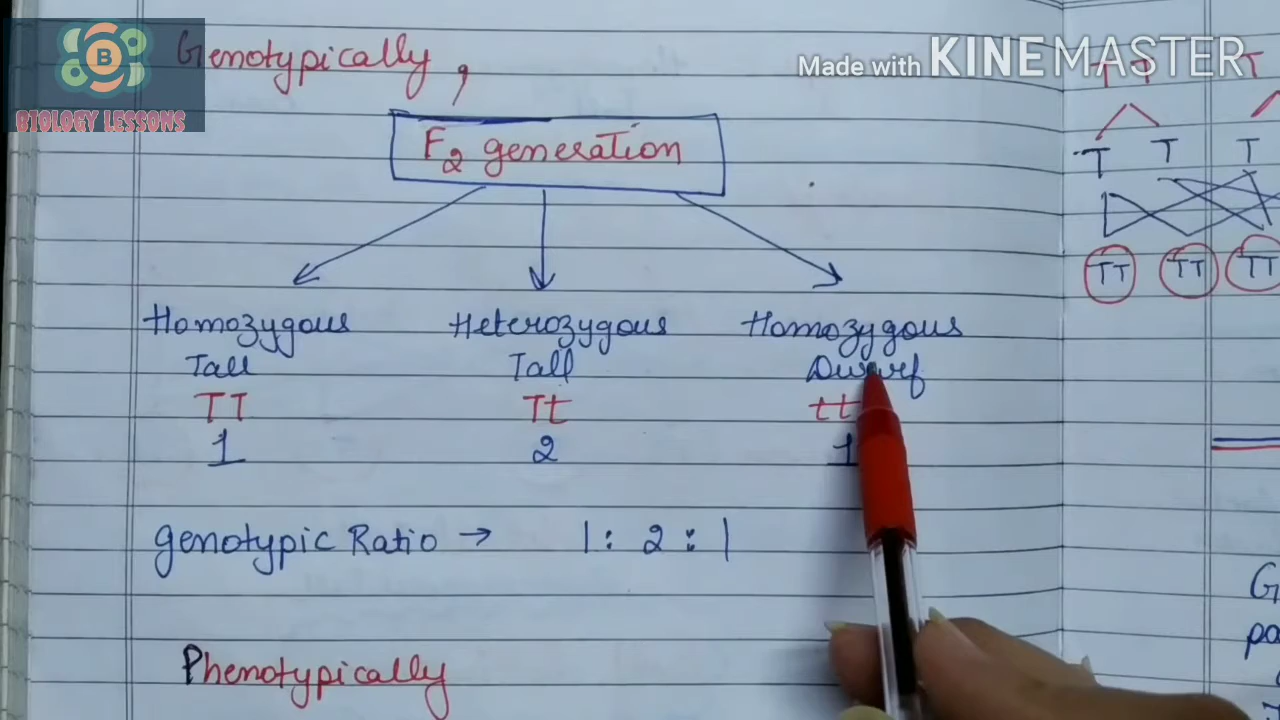 Genotypically,
B
BIOLOGY LESSONS
Made with KINEMASTER
F2 generation
Homozygous Heterozygous Homozygous
Tall Tall Dwarf
TT Tt tt
1 2 1
genotypic Ratio → 1 : 2 : 1
Phenotypically
T T T
T T T
TT TT TT